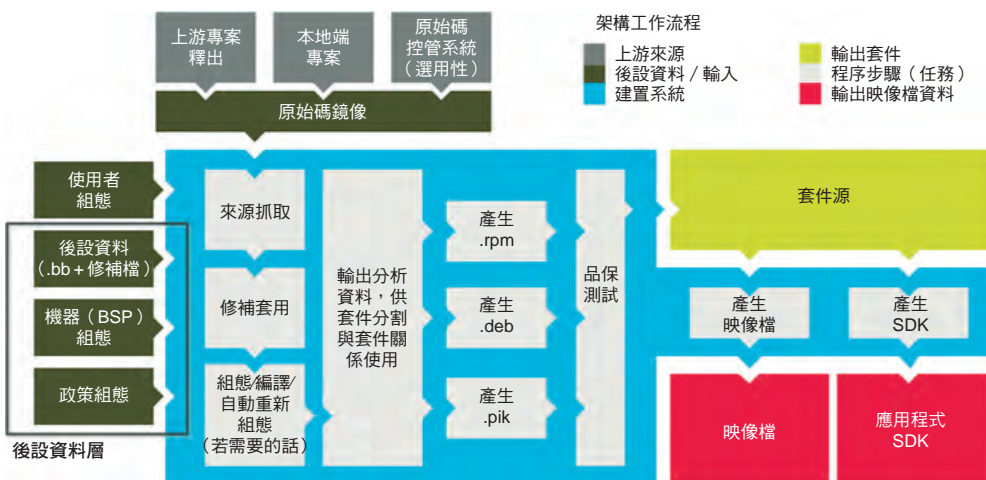 上游專案
釋出
本地端
專案
原始碼
控管系統
（選用性）
原始碼鏡像
架構工作流程
上游來源
後設資料／輸入
建置系統
輸出套件
程序步驟（任務）
輸出映像檔資料
使用者
組態
後設資料
（.bb＋修補檔）
機器（BSP）
組態
政策組態
後設資料層
來源抓取
修補套用
組態/編譯/
自動重新
組態
（若需要的話）
輸出分析
資料，供
套件分割
與套件關
係使用
產生
.rpm
產生
.deb
產生
.pik
品保
測試
套件源
產生
映像檔
產生
SDK
映像檔
應用程式
SDK